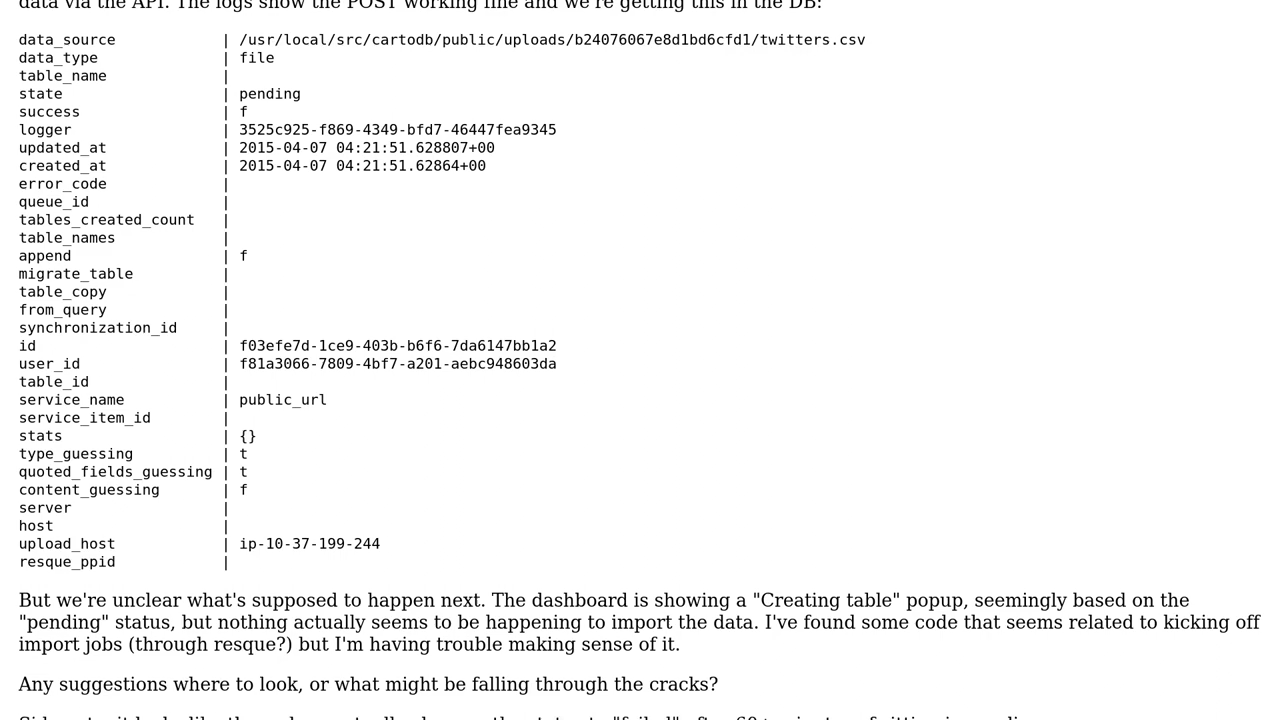 data via the API. The logs show the POST working fine and we're getting this in the DB:
data_source | /usr/local/src/cartodb/public/uploads/b24076067e8d1bd6cfd1/twitters.csv
data_type | file
table_name |
state | pending
success | f
logger | 3525c925-f869-4349-bfd7-46447fea9345
updated_at | 2015-04-07 04:21:51.628807+00
created_at | 2015-04-07 04:21:51.62864+00
error_code |
queue_id |
tables_created_count |
table_names |
append | f
migrate_table |
table_copy |
from_query |
synchronization_id |
id | f03efe7d-1ce9-403b-b6f6-7da6147bb1a2
user_id | f81a3066-7809-4bf7-a201-aebc948603da
table_id |
service_name | public_url
service_item_id |
stats | {}
type_guessing | t
quoted_fields_guessing | t
content_guessing | f
server |
host |
upload_host | ip-10-37-199-244
resque_ppid |
But we're unclear what's supposed to happen next. The dashboard is showing a "Creating table" popup, seemingly based on the
"pending" status, but nothing actually seems to be happening to import the data. I've found some code that seems related to kicking off
import jobs (through resque?) but I'm having trouble making sense of it.
Any suggestions where to look, or what might be falling through the cracks?